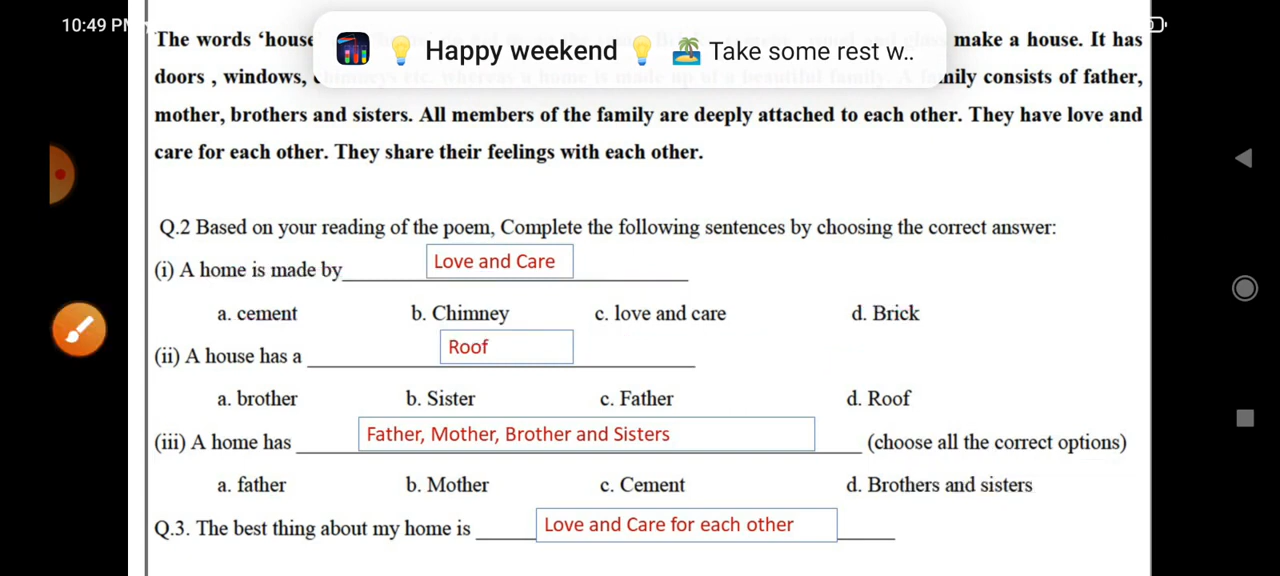 10:49 PM
Happy weekend Take some rest w..
The words ‘house make a house. It has
doors , windows, family consists of father,
mother, brothers and sisters. All members of the family are deeply attached to each other. They have love and
care for each other. They share their feelings with each other.
Q.2 Based on your reading of the poem, Complete the following sentences by choosing the correct answer:
(i) A home is made by Love and Care
a. cement b. Chimney c. love and care d. Brick
(ii) A house has a Roof
a. brother b. Sister c. Father d. Roof
(iii) A home has Father, Mother, Brother and Sisters (choose all the correct options)
a. father b. Mother c. Cement d. Brothers and sisters
Q.3. The best thing about my home is Love and Care for each other